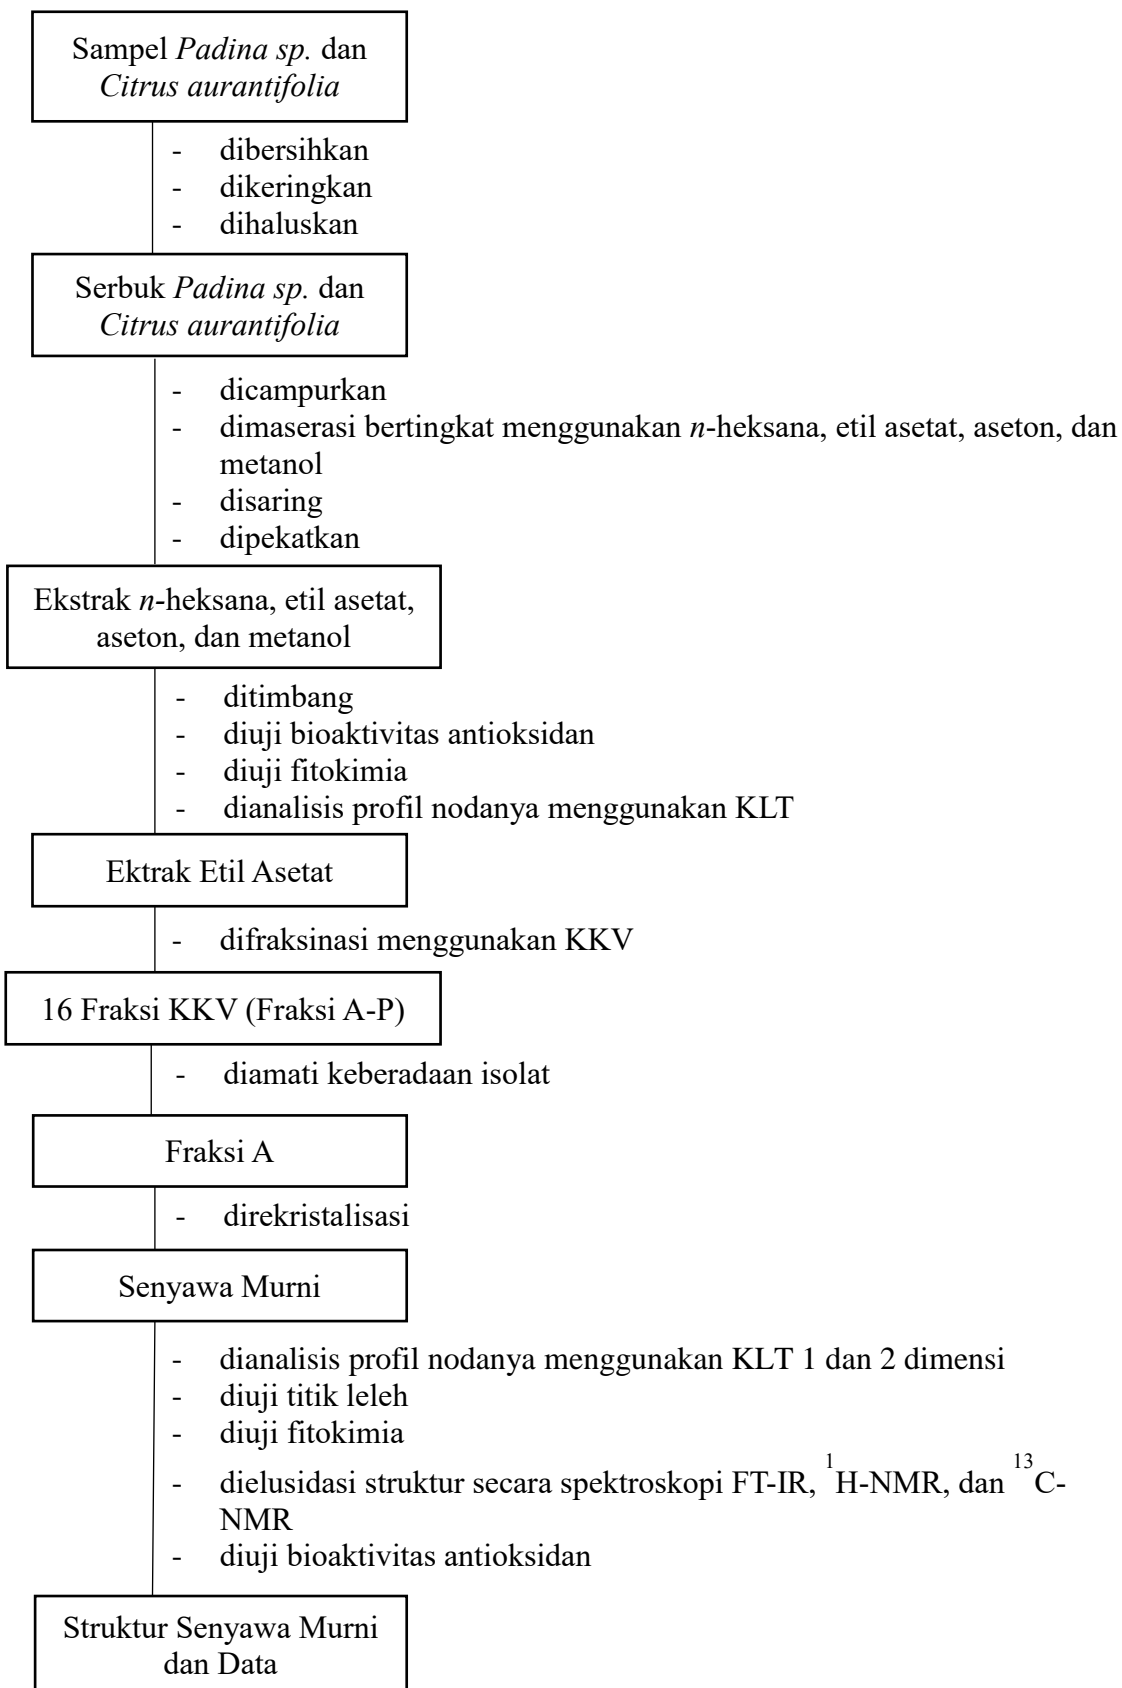 Sampel Padina sp. dan
Citrus aurantifolia
- dibersihkan
- dikeringkan
- dihaluskan
Serbuk Padina sp. dan
Citrus aurantifolia
- dicampurkan
- dimaserasi bertingkat menggunakan n-heksana, etil asetat, aseton, dan
metanol
- disaring
- dipekatkan
Ekstrak n-heksana, etil asetat,
aseton, dan metanol
- ditimbang
- diuji bioaktivitas antioksidan
- diuji fitokimia
- dianalisis profil nodanya menggunakan KLT
Ektrak Etil Asetat
- difraksinasi menggunakan KKV
16 Fraksi KKV (Fraksi A-P)
- diamati keberadaan isolat
Fraksi A
- direkristalisasi
Senyawa Murni
- dianalisis profil nodanya menggunakan KLT 1 dan 2 dimensi
- diuji titik leleh
- diuji fitokimia
- dielusidasi struktur secara spektroskopi FT-IR, ¹H-NMR, dan ¹³C-
NMR
- diuji bioaktivitas antioksidan
Struktur Senyawa Murni
dan Data